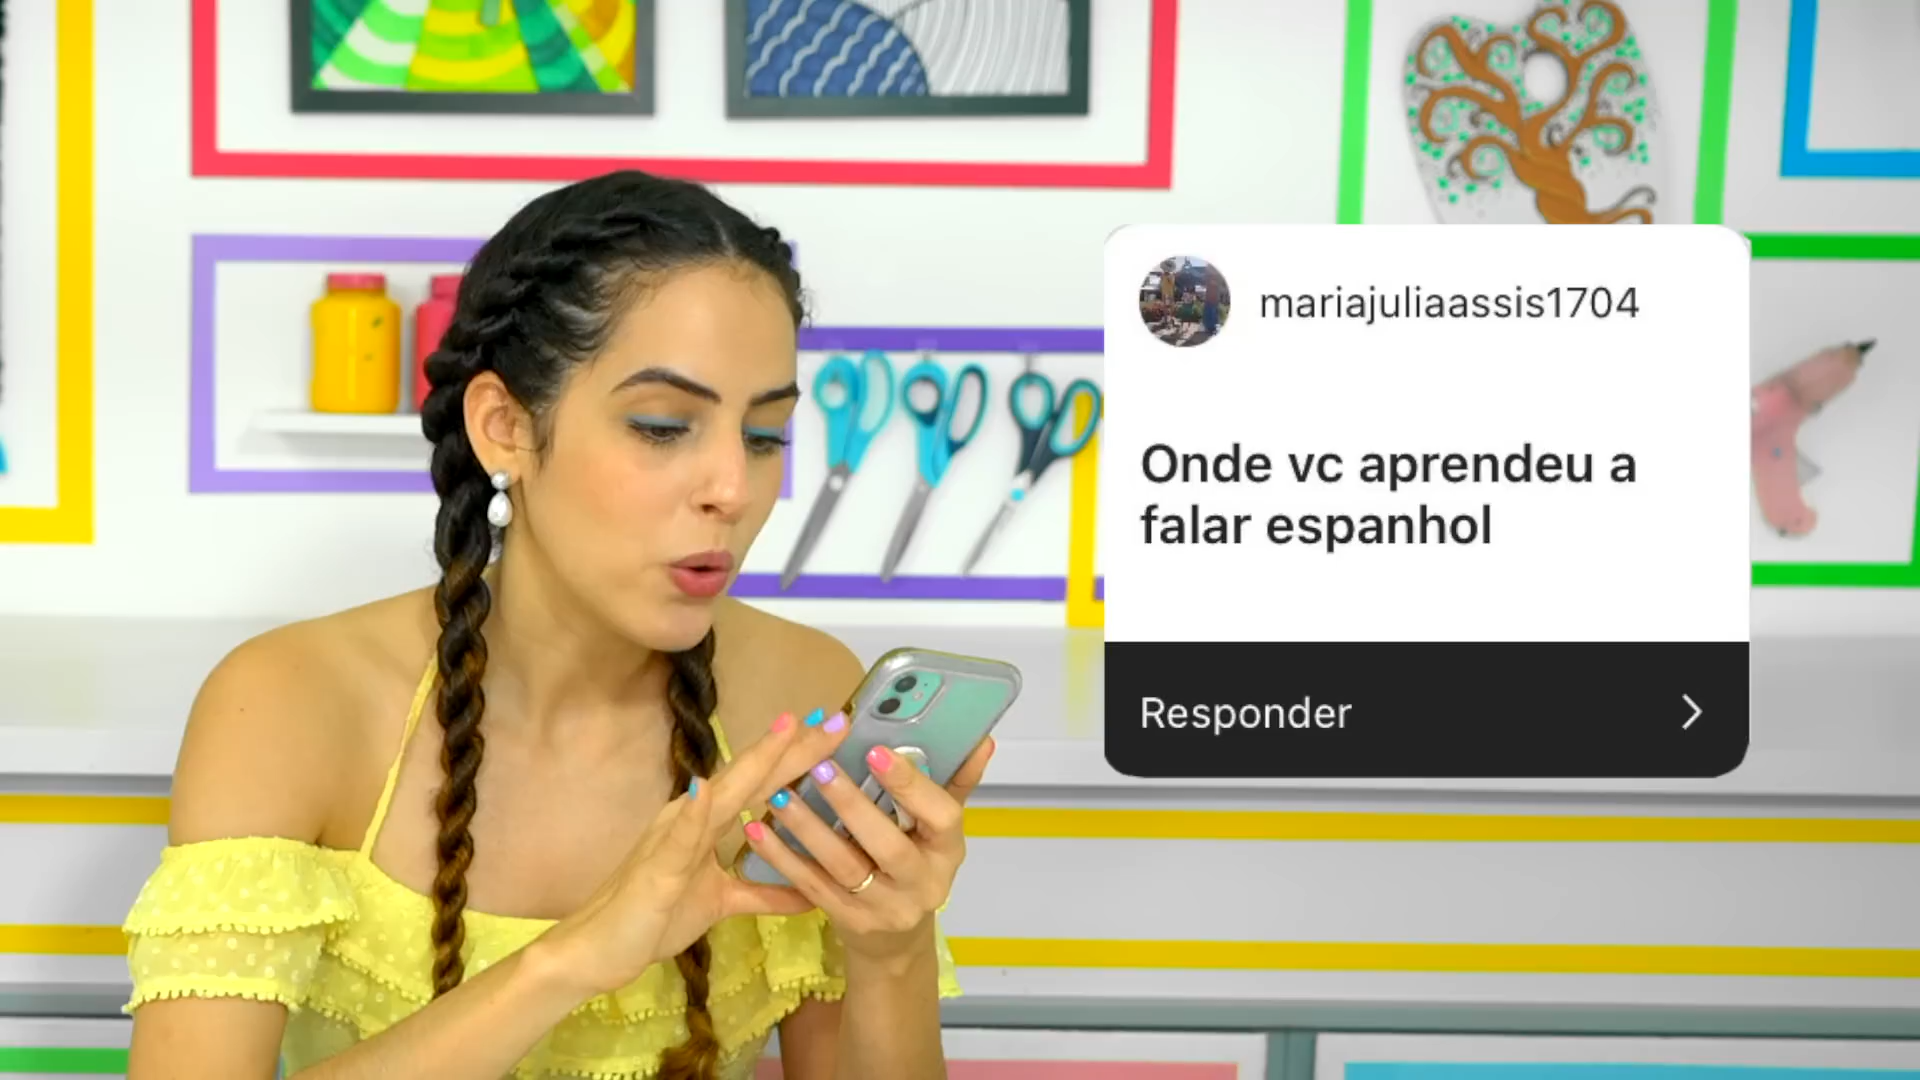 mariajuliaassis1704
Onde vc aprendeu a
falar espanhol
Responder